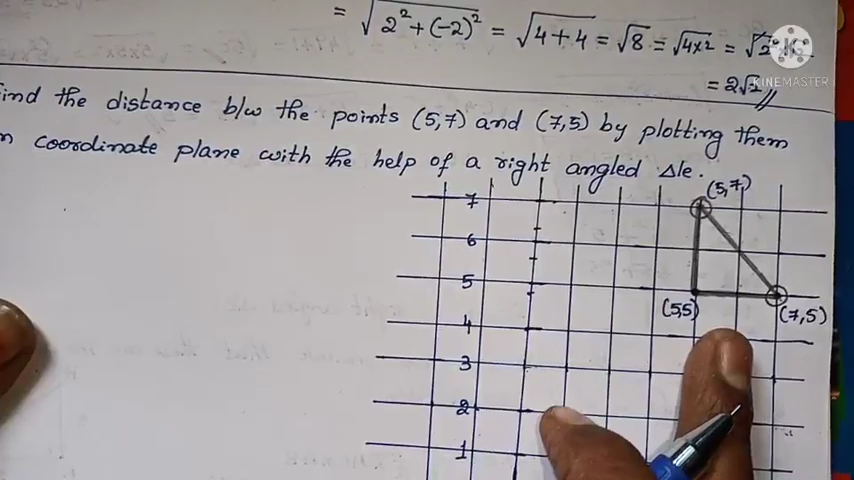 = √2² + (-2)² = √4 + 4 = √8 = √4x2 = √2²
= 2√2
KINEMASTER
ind the distance b/w the points (5,7) and (7,5) by plotting them
n coordinate plane with the help of a right angled Δle.
(5,7)
7
6
5
(5,5) (7,5)
4
3
2
1